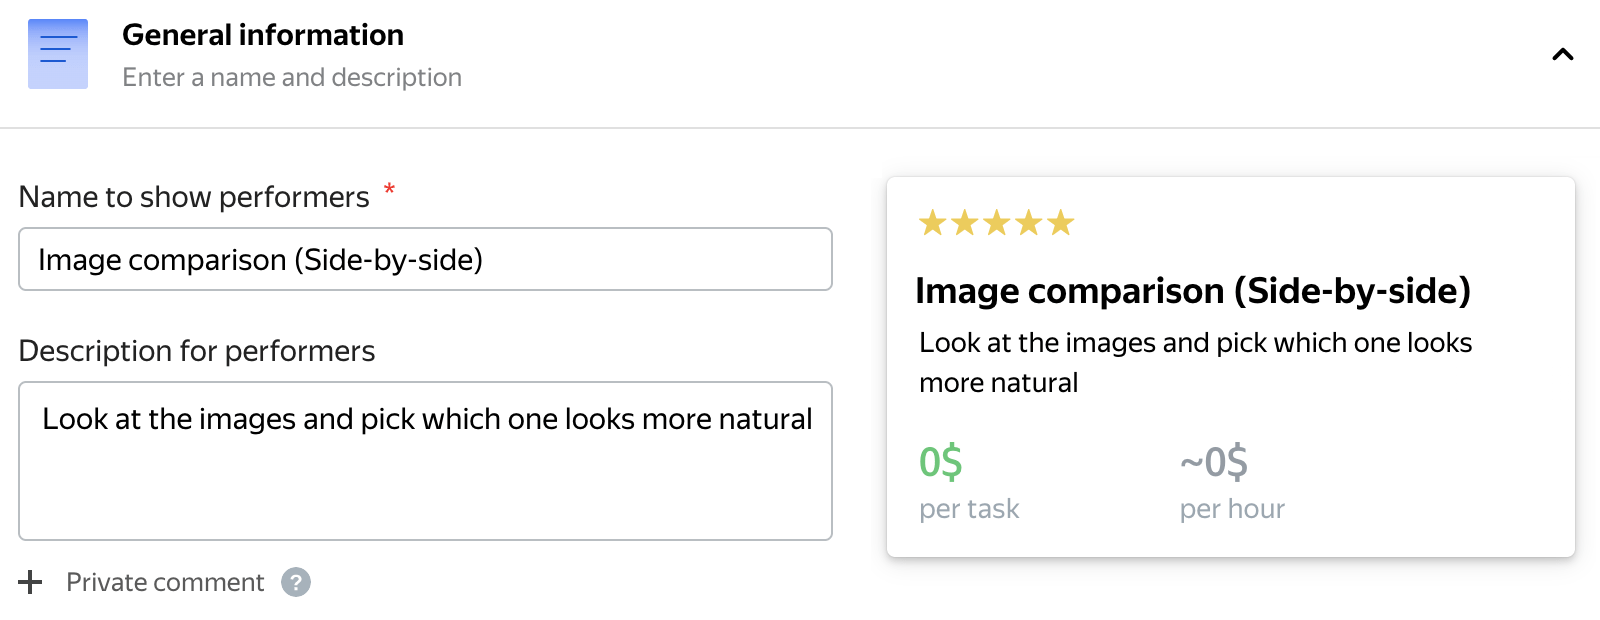 General information
Enter a name and description
Name to show performers *
Image comparison (Side-by-side)
Description for performers
Look at the images and pick which one looks more natural
+ Private comment ?
★★★★★
Image comparison (Side-by-side)
Look at the images and pick which one looks
more natural
0$ ~0$
per task per hour